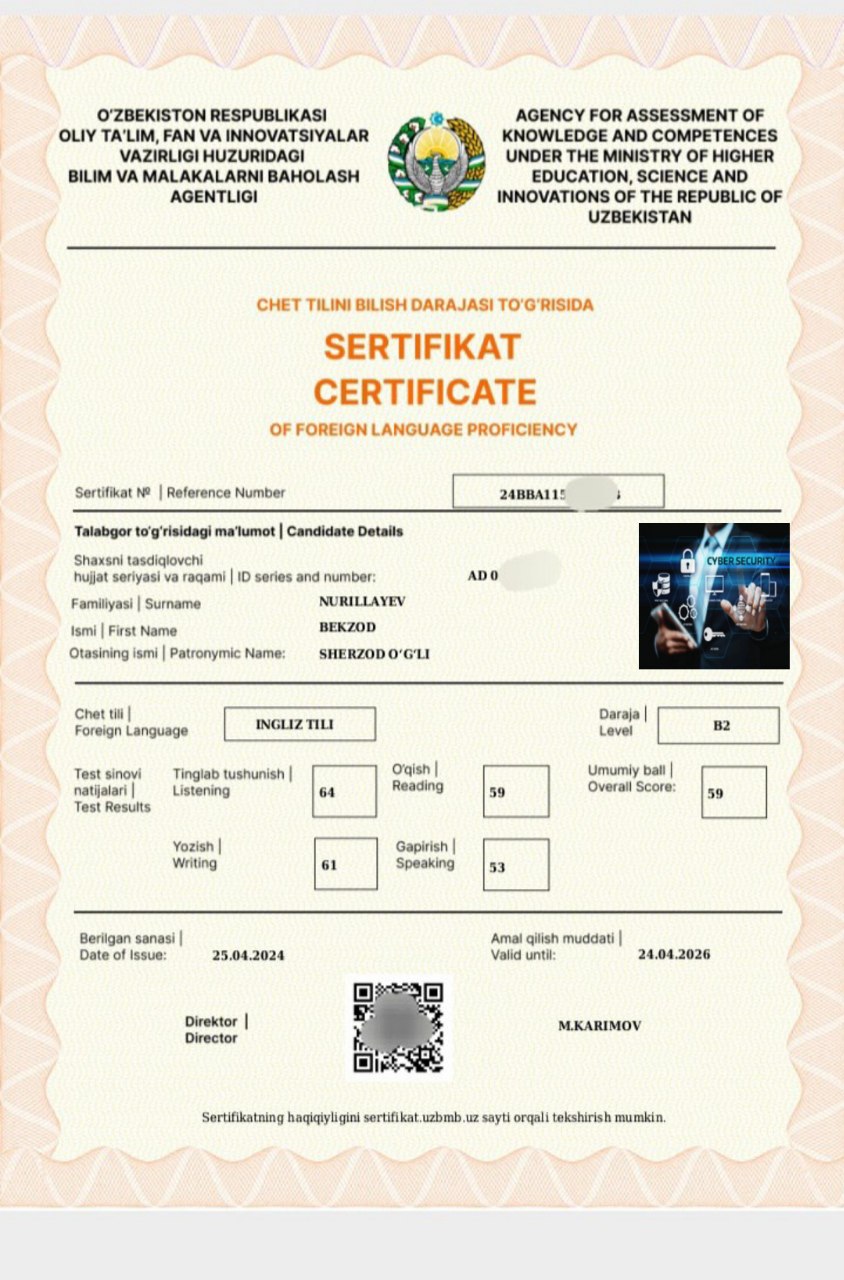 O'ZBEKISTON RESPUBLIKASI
OLIY TA'LIM, FAN VA INNOVATSIYALAR
VAZIRLIGI HUZURIDAGI
BILIM VA MALAKALARNI BAHOLASH
AGENTLIGI
AGENCY FOR ASSESSMENT OF
KNOWLEDGE AND COMPETENCES
UNDER THE MINISTRY OF HIGHER
EDUCATION, SCIENCE AND
INNOVATIONS OF THE REPUBLIC OF
UZBEKISTAN
CHET TILINI BILISH DARAJASI TO'G'RISIDA
SERTIFIKAT
CERTIFICATE
OF FOREIGN LANGUAGE PROFICIENCY
Sertifikat № | Reference Number
24BBA115
Talabgor to'g'risidagi ma'lumot | Candidate Details
Shaxsni tasdiqlovchi
hujjat seriyasi va raqami | ID series and number:
AD 0
Familiyasi | Surname
NURILLAYEV
Ismi | First Name
BEKZOD
Otasining ismi | Patronymic Name:
SHERZOD O‘G‘LI
CYBER SECURITY
Chet tili |
Foreign Language
INGLIZ TILI
Daraja |
Level
B2
Test sinovi
natijalari |
Test Results
Tinglab tushunish |
Listening
64
O'qish |
Reading
59
Umumiy ball |
Overall Score:
59
Yozish |
Writing
61
Gapirish |
Speaking
53
Berilgan sanasi |
Date of Issue:
25.04.2024
Amal qilish muddati |
Valid until:
24.04.2026
Direktor |
Director
M.KARIMOV
Sertifikatning haqiqiyligini sertifikat.uzbmb.uz sayti orqali tekshirish mumkin.